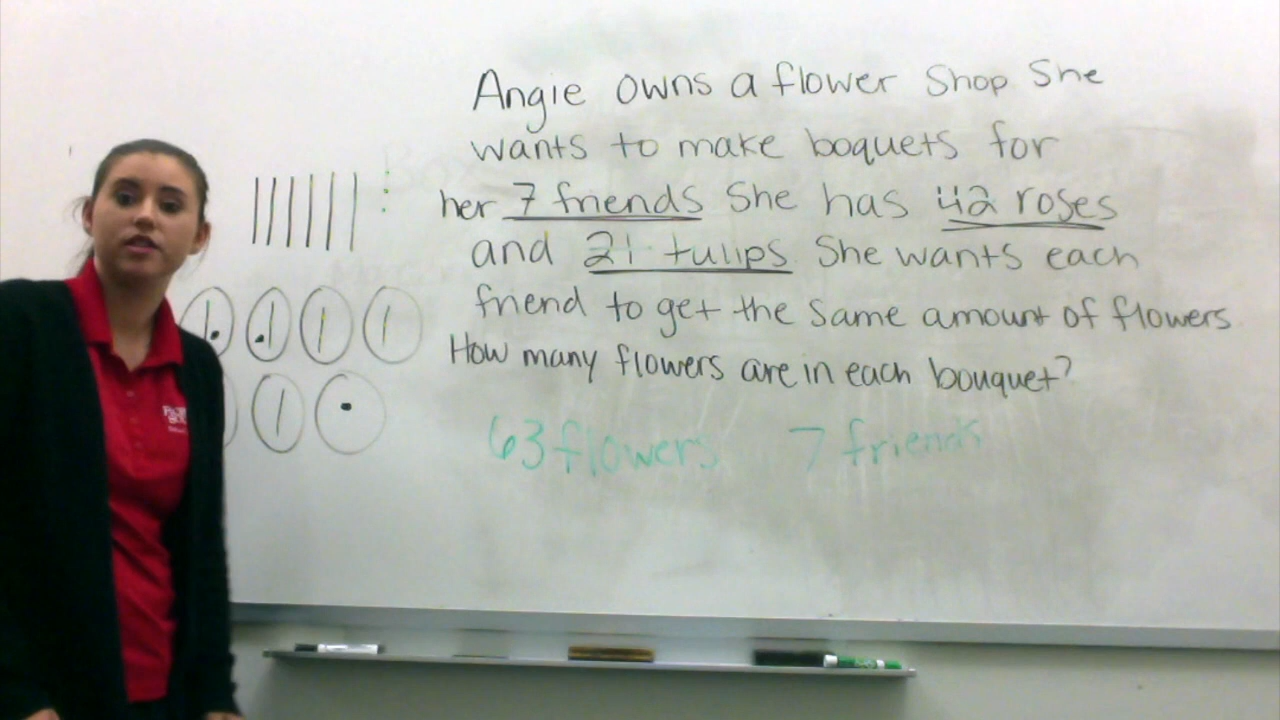 Angie owns a flower shop She
wants to make boquets for
her 7 friends She has 42 roses
and 21 tulips. She wants each
friend to get the same amount of flowers
How many flowers are in each bouquet?
63 flowers 7 friends